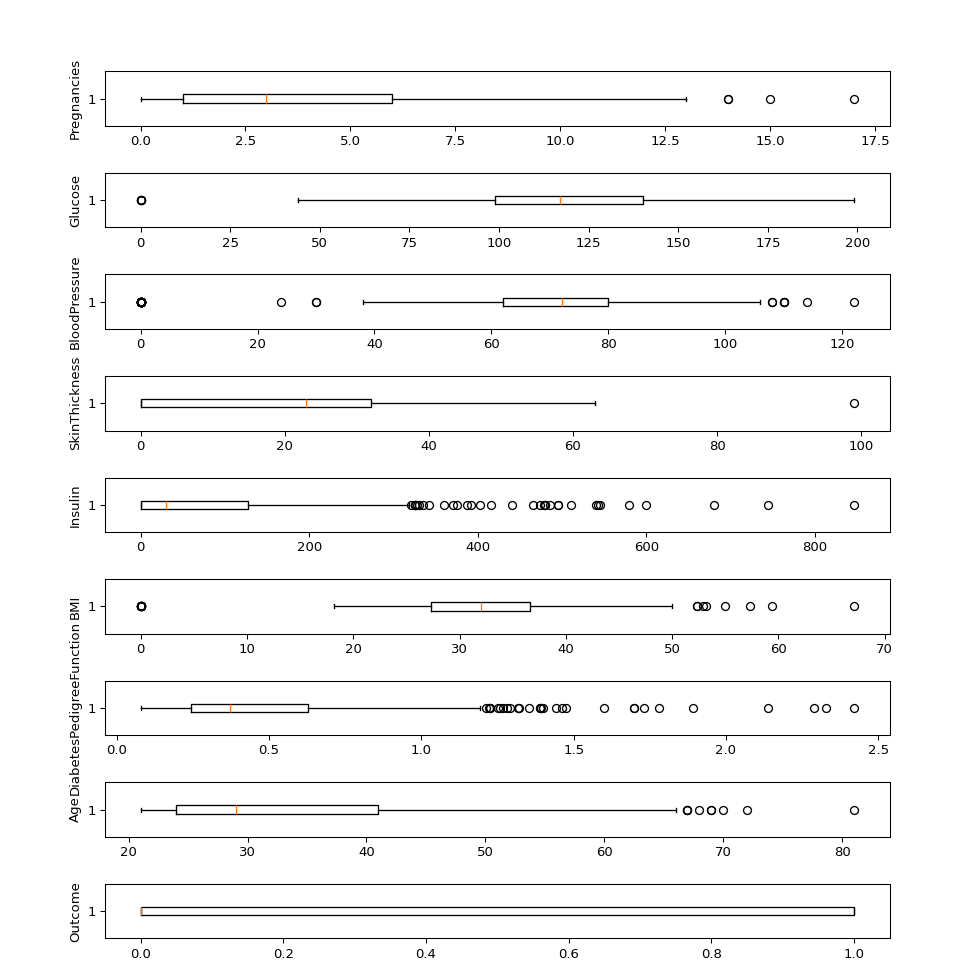 Pregnancies
1
0.0 2.5 5.0 7.5 10.0 12.5 15.0 17.5
Glucose
1
0 25 50 75 100 125 150 175 200
BloodPressure
1
0 20 40 60 80 100 120
SkinThickness
1
0 20 40 60 80 100
Insulin
1
0 200 400 600 800
BMI
1
0 10 20 30 40 50 60 70
DiabetesPedigreeFunction
1
0.0 0.5 1.0 1.5 2.0 2.5
Age
1
20 30 40 50 60 70 80
Outcome
1
0.0 0.2 0.4 0.6 0.8 1.0